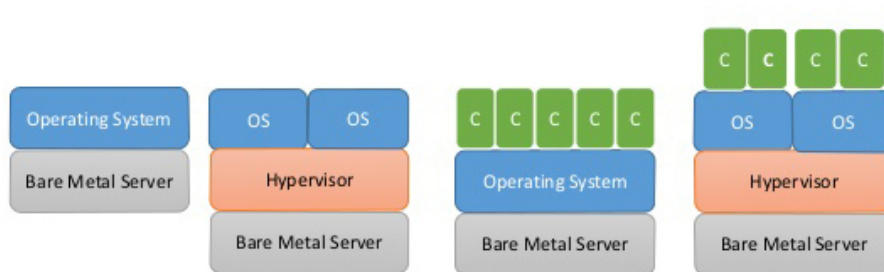 C C C C
Operating System OS OS C C C C C OS OS
Bare Metal Server Hypervisor Operating System Hypervisor
Bare Metal Server Bare Metal Server Bare Metal Server